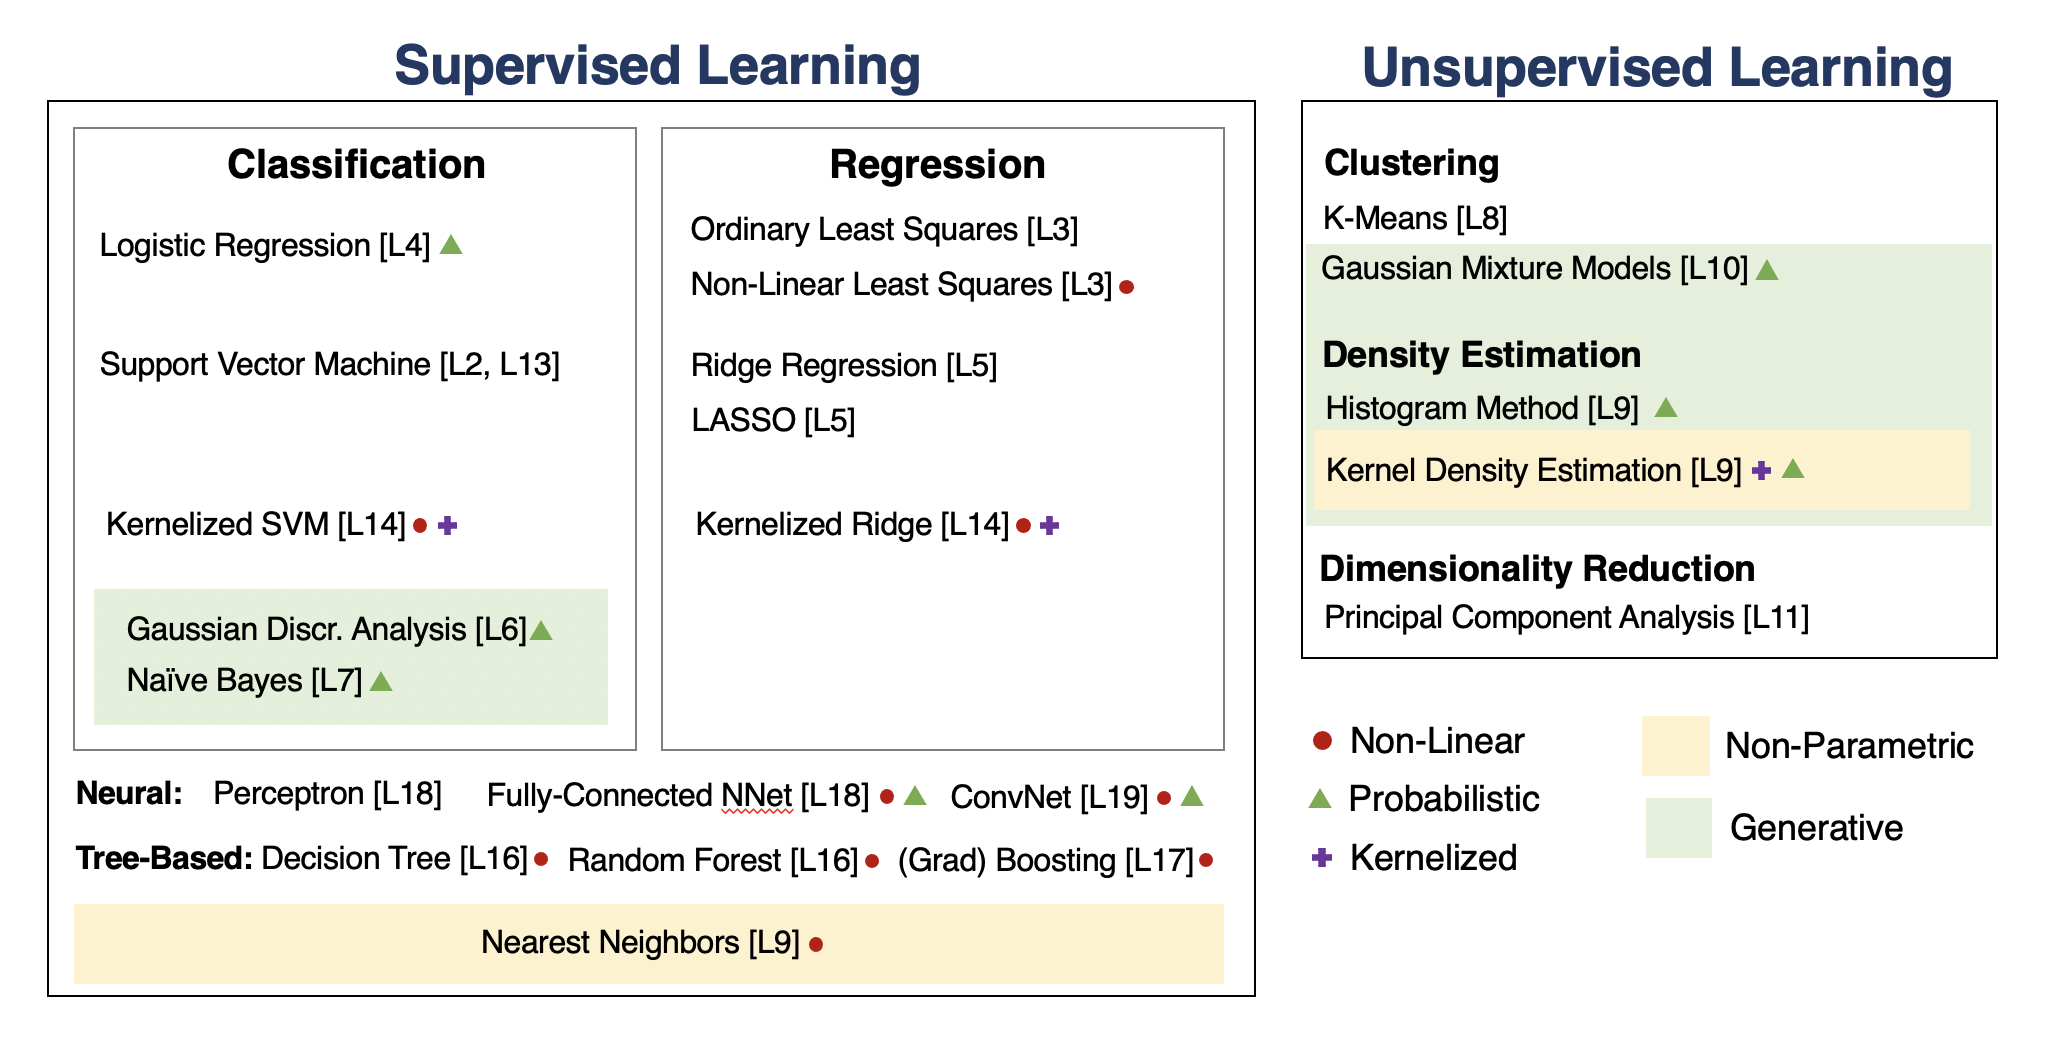 Supervised Learning
Classification
Logistic Regression [L4]
Support Vector Machine [L2, L13]
Kernelized SVM [L14]
Gaussian Discr. Analysis [L6]
Naïve Bayes [L7]
Regression
Ordinary Least Squares [L3]
Non-Linear Least Squares [L3]
Ridge Regression [L5]
LASSO [L5]
Kernelized Ridge [L14]
Neural: Perceptron [L18] Fully-Connected NNet [L18] ConvNet [L19]
Tree-Based: Decision Tree [L16] Random Forest [L16] (Grad) Boosting [L17]
Nearest Neighbors [L9]
Unsupervised Learning
Clustering
K-Means [L8]
Gaussian Mixture Models [L10]
Density Estimation
Histogram Method [L9]
Kernel Density Estimation [L9]
Dimensionality Reduction
Principal Component Analysis [L11]
Non-Linear
Probabilistic
Kernelized
Non-Parametric
Generative